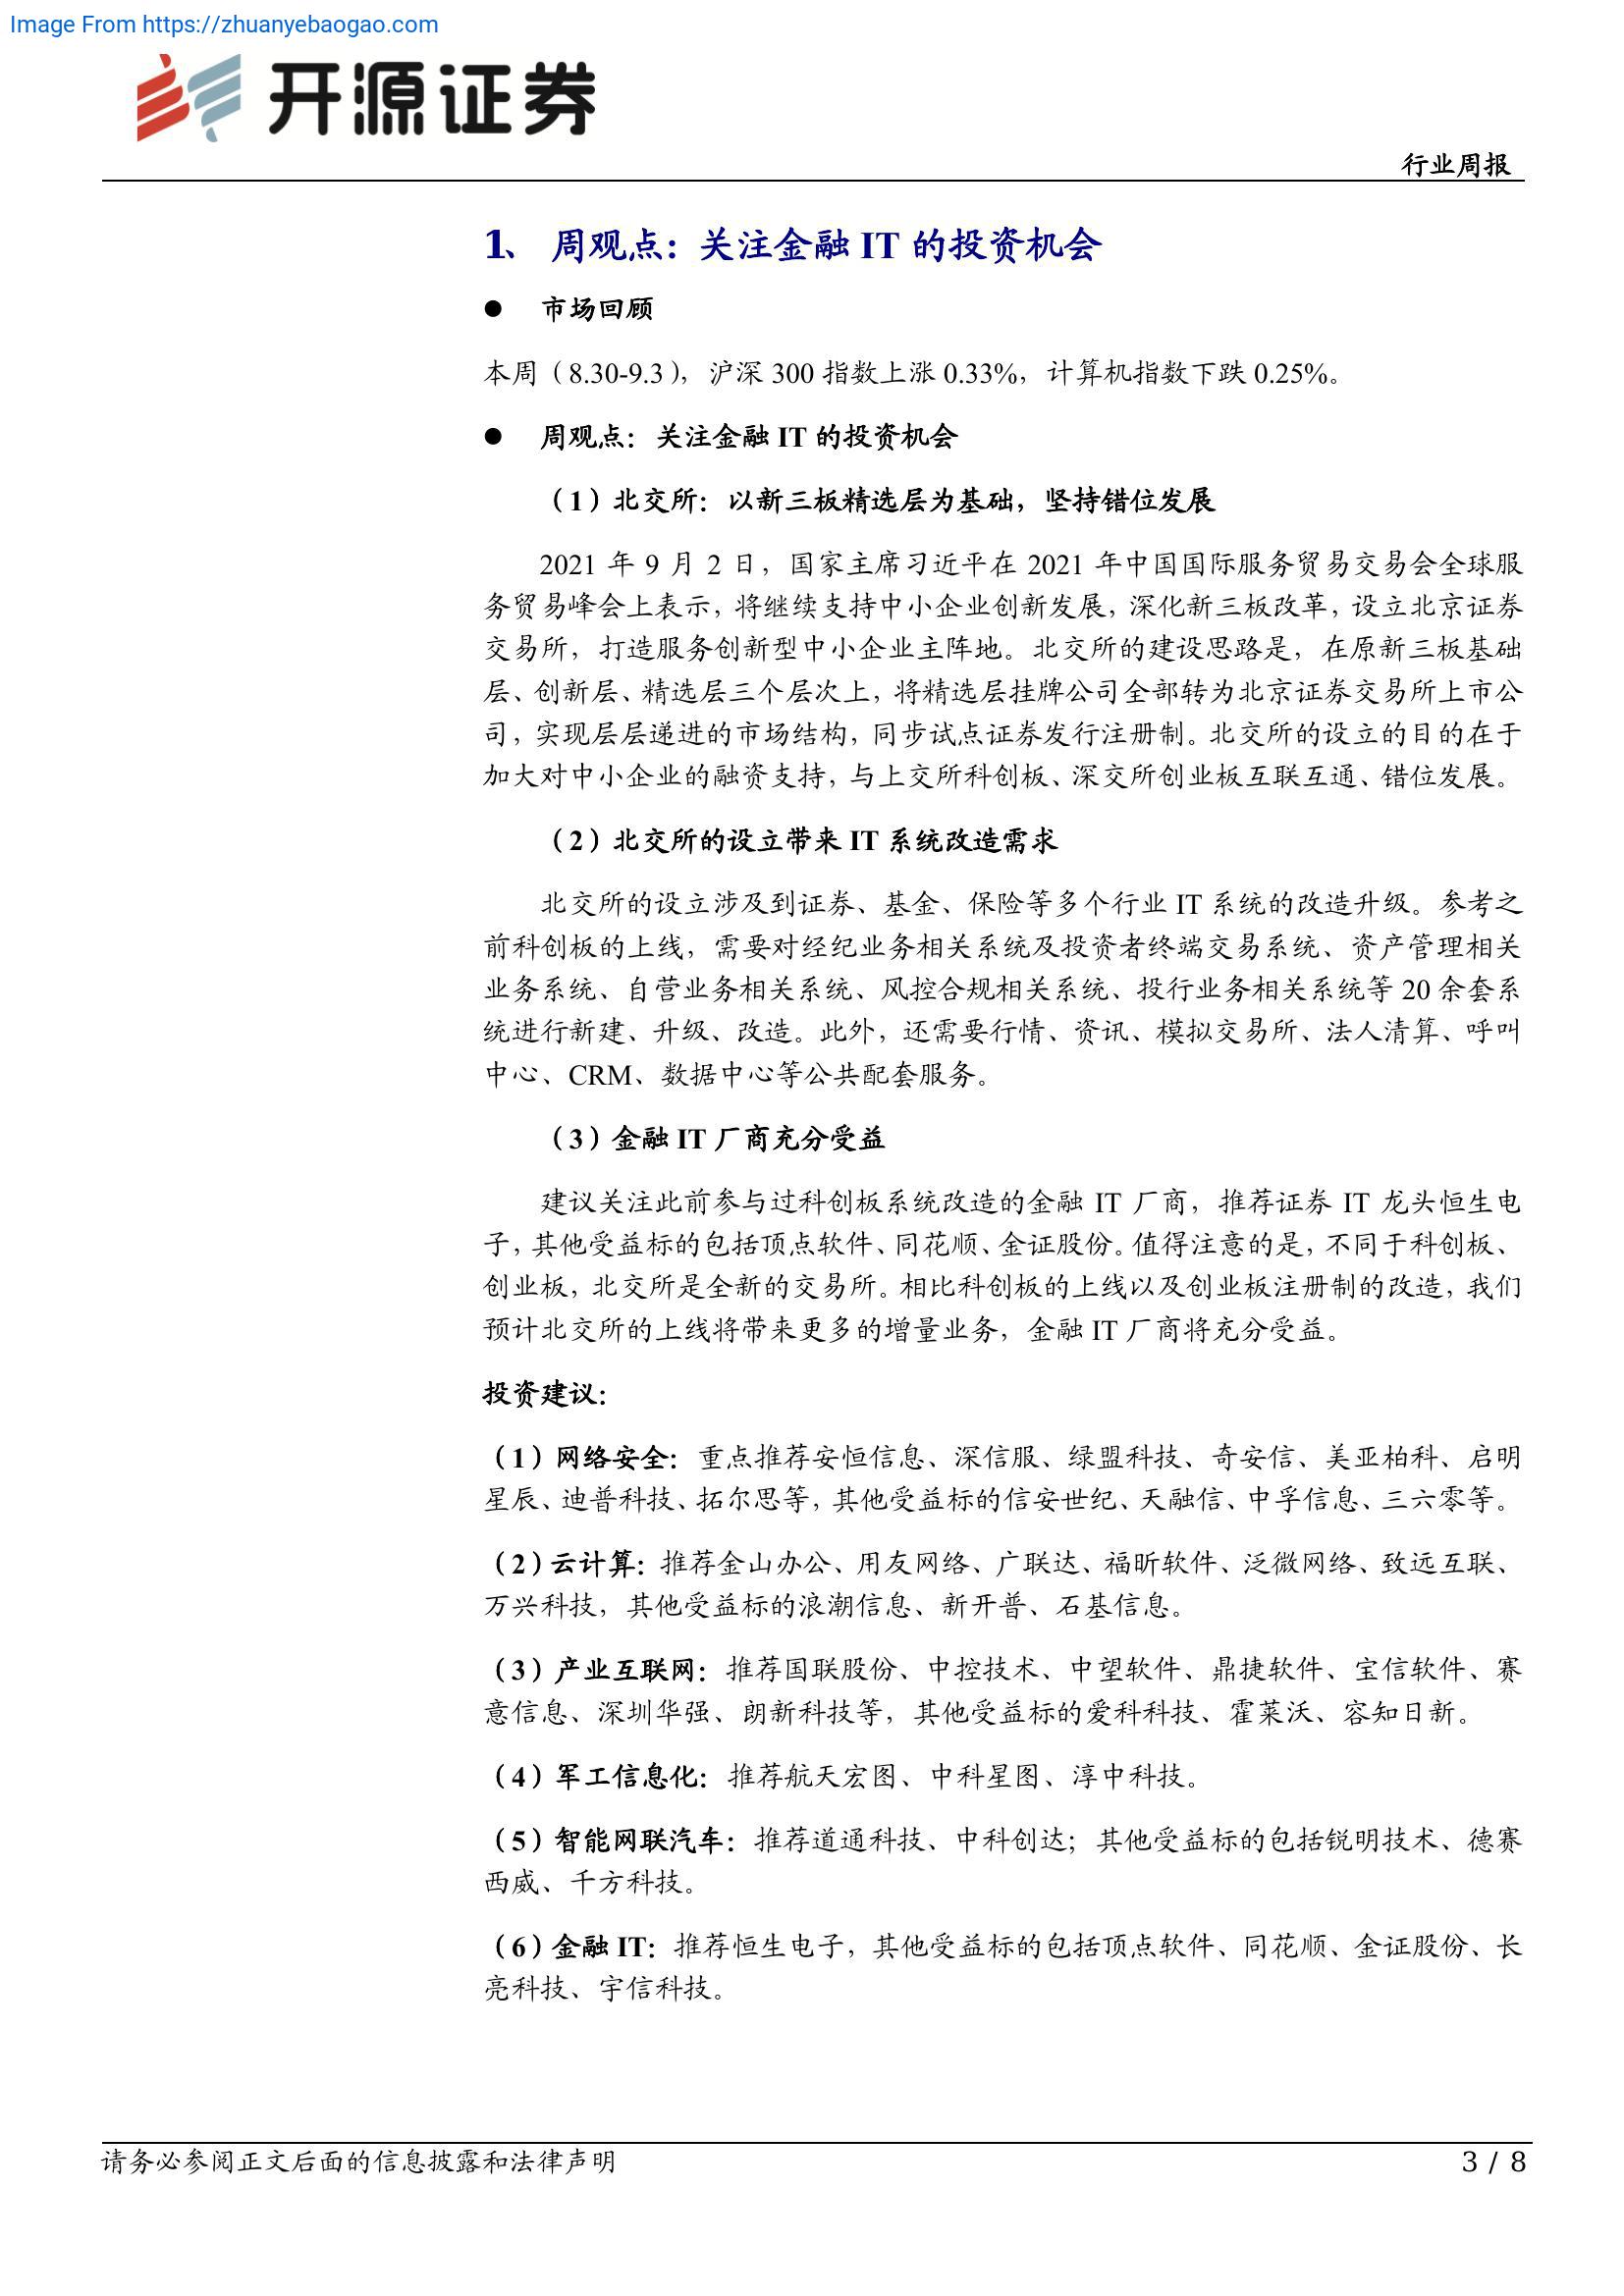 Image From https://zhuanyebaogao.com
开源证券
行业周报
1、 周观点：关注金融 IT 的投资机会
● 市场回顾
本周（8.30-9.3），沪深 300 指数上涨 0.33%，计算机指数下跌 0.25%。
● 周观点：关注金融 IT 的投资机会
（1）北交所：以新三板精选层为基础，坚持错位发展
2021 年 9 月 2 日，国家主席习近平在 2021 年中国国际服务贸易交易会全球服
务贸易峰会上表示，将继续支持中小企业创新发展，深化新三板改革，设立北京证券
交易所，打造服务创新型中小企业主阵地。北交所的建设思路是，在原新三板基础
层、创新层、精选层三个层次上，将精选层挂牌公司全部转为北京证券交易所上市公
司，实现层层递进的市场结构，同步试点证券发行注册制。北交所的设立的目的在于
加大对中小企业的融资支持，与上交所科创板、深交所创业板互联互通、错位发展。
（2）北交所的设立带来 IT 系统改造需求
北交所的设立涉及到证券、基金、保险等多个行业 IT 系统的改造升级。参考之
前科创板的上线，需要对经纪业务相关系统及投资者终端交易系统、资产管理相关
业务系统、自营业务相关系统、风控合规相关系统、投行业务相关系统等 20 余套系
统进行新建、升级、改造。此外，还需要行情、资讯、模拟交易所、法人清算、呼叫
中心、CRM、数据中心等公共配套服务。
（3）金融 IT 厂商充分受益
建议关注此前参与过科创板系统改造的金融 IT 厂商，推荐证券 IT 龙头恒生电
子，其他受益标的包括顶点软件、同花顺、金证股份。值得注意的是，不同于科创板、
创业板，北交所是全新的交易所。相比科创板的上线以及创业板注册制的改造，我们
预计北交所的上线将带来更多的增量业务，金融 IT 厂商将充分受益。
投资建议：
（1）网络安全：重点推荐安恒信息、深信服、绿盟科技、奇安信、美亚柏科、启明
星辰、迪普科技、拓尔思等，其他受益标的信安世纪、天融信、中孚信息、三六零等。
（2）云计算：推荐金山办公、用友网络、广联达、福昕软件、泛微网络、致远互联、
万兴科技，其他受益标的浪潮信息、新开普、石基信息。
（3）产业互联网：推荐国联股份、中控技术、中望软件、鼎捷软件、宝信软件、赛
意信息、深圳华强、朗新科技等，其他受益标的爱科科技、霍莱沃、容知日新。
（4）军工信息化：推荐航天宏图、中科星图、淳中科技。
（5）智能网联汽车：推荐道通科技、中科创达；其他受益标的包括锐明技术、德赛
西威、千方科技。
（6）金融 IT：推荐恒生电子，其他受益标的包括顶点软件、同花顺、金证股份、长
亮科技、宇信科技。
请务必参阅正文后面的信息披露和法律声明
3 / 8